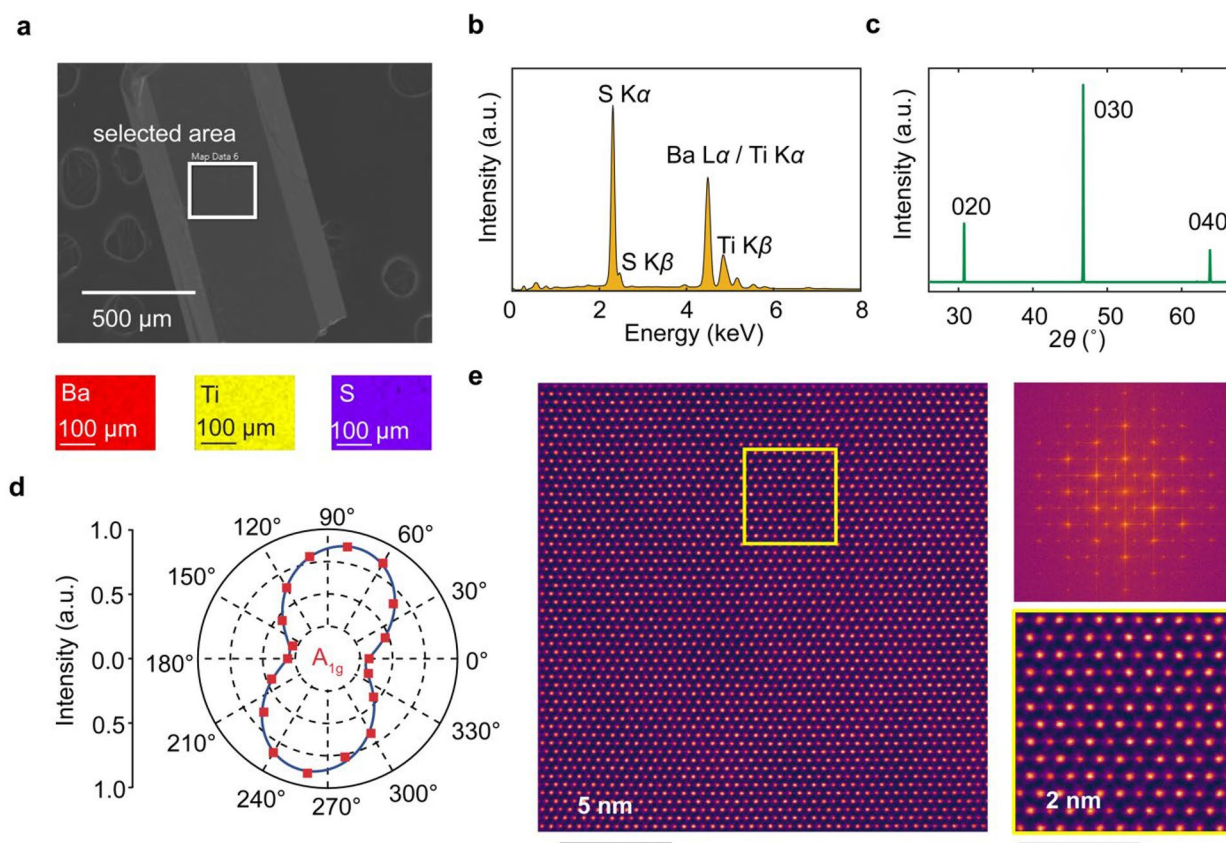 a
selected area
Map Data 6
500 μm
Ba
100 μm
Ti
100 μm
S
100 μm
b
Intensity (a.u.)
S Kα
S Kβ
Ba Lα / Ti Kα
Ti Kβ
0 2 4 6 8
Energy (keV)
c
Intensity (a.u.)
020
030
040
30 40 50 60
2θ (°)
d
Intensity (a.u.)
1.0
0.5
0.0
0.5
1.0
90°
120° 60°
150° 30°
180° 0°
A1g
210° 330°
240° 300°
270°
e
5 nm
2 nm